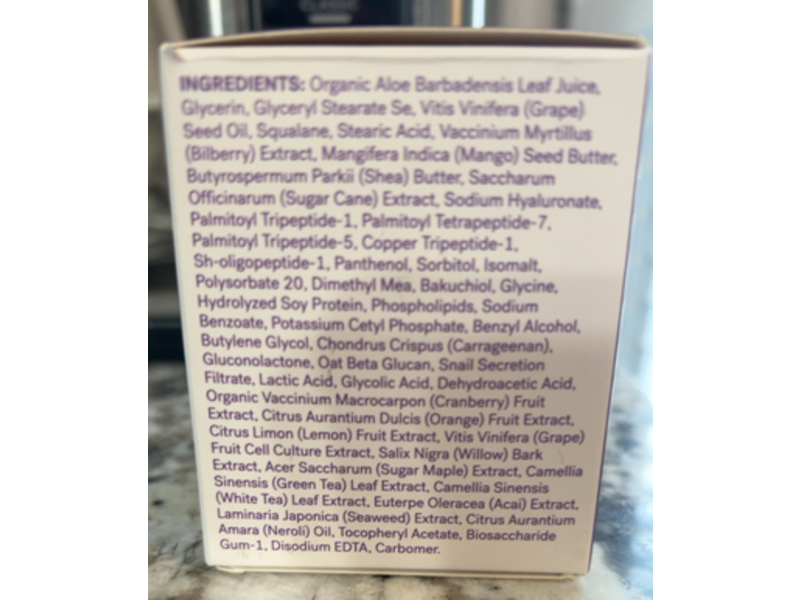 INGREDIENTS: Organic Aloe Barbadensis Leaf Juice,
Glycerin, Glyceryl Stearate Se, Vitis Vinifera (Grape)
Seed Oil, Squalane, Stearic Acid, Vaccinium Myrtillus
(Bilberry) Extract, Mangifera Indica (Mango) Seed Butter,
Butyrospermum Parkii (Shea) Butter, Saccharum
Officinarum (Sugar Cane) Extract, Sodium Hyaluronate,
Palmitoyl Tripeptide-1, Palmitoyl Tetrapeptide-7,
Palmitoyl Tripeptide-5, Copper Tripeptide-1,
Sh-oligopeptide-1, Panthenol, Sorbitol, Isomalt,
Polysorbate 20, Dimethyl Mea, Bakuchiol, Glycine,
Hydrolyzed Soy Protein, Phospholipids, Sodium
Benzoate, Potassium Cetyl Phosphate, Benzyl Alcohol,
Butylene Glycol, Chondrus Crispus (Carrageenan),
Gluconolactone, Oat Beta Glucan, Snail Secretion
Filtrate, Lactic Acid, Glycolic Acid, Dehydroacetic Acid,
Organic Vaccinium Macrocarpon (Cranberry) Fruit
Extract, Citrus Aurantium Dulcis (Orange) Fruit Extract,
Citrus Limon (Lemon) Fruit Extract, Vitis Vinifera (Grape)
Fruit Cell Culture Extract, Salix Nigra (Willow) Bark
Extract, Acer Saccharum (Sugar Maple) Extract, Camellia
Sinensis (Green Tea) Leaf Extract, Camellia Sinensis
(White Tea) Leaf Extract, Euterpe Oleracea (Acai) Extract,
Laminaria Japonica (Seaweed) Extract, Citrus Aurantium
Amara (Neroli) Oil, Tocopheryl Acetate, Biosaccharide
Gum-1, Disodium EDTA, Carbomer.